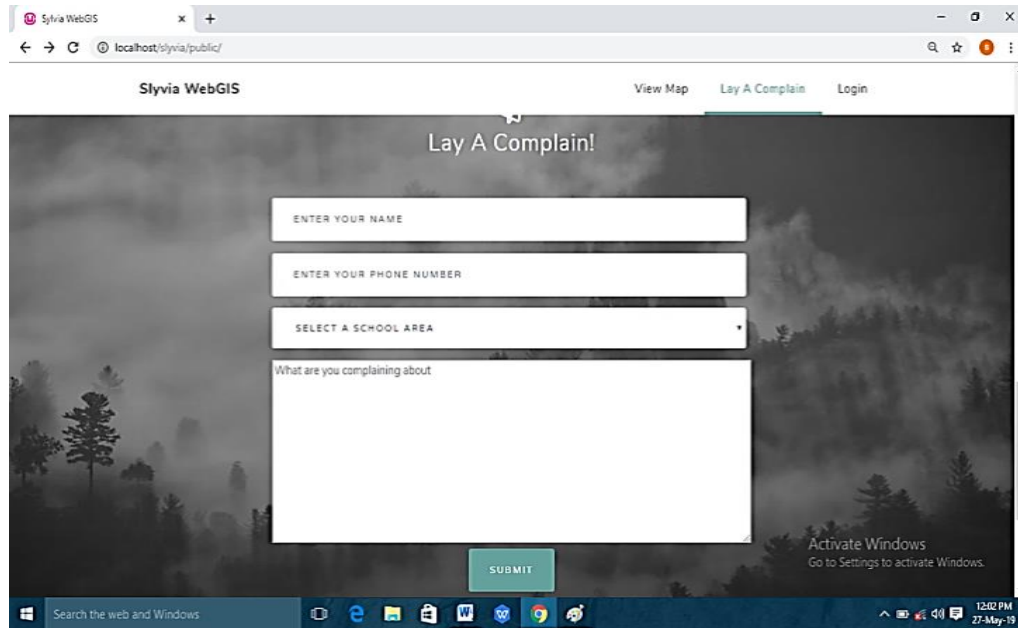 Sylvia WebGIS
localhost/slyvia/public/
Slyvia WebGIS
View Map
Lay A Complain
Login
Lay A Complain!
ENTER YOUR NAME
ENTER YOUR PHONE NUMBER
SELECT A SCHOOL AREA
What are you complaining about
SUBMIT
Activate Windows
Go to Settings to activate Windows.
Search the web and Windows
12:02 PM
27-May-19